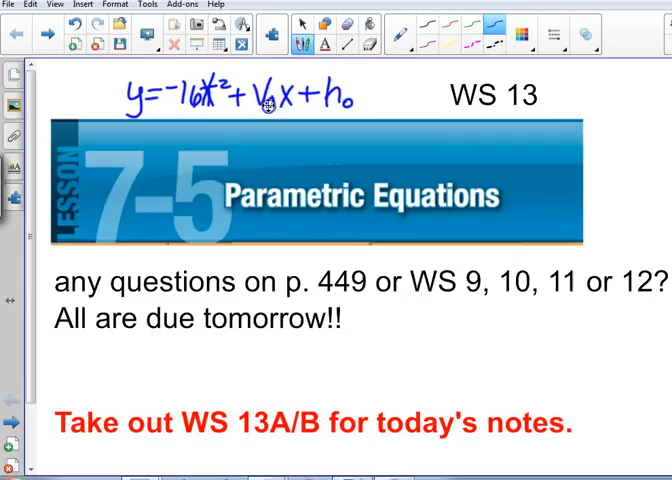 File Edit View Insert Format Tools Add-ons Help
y=-16x²+V₀x+h₀
WS 13
LESSON
7-5
Parametric Equations
any questions on p. 449 or WS 9, 10, 11 or 12?
All are due tomorrow!!
Take out WS 13A/B for today's notes.